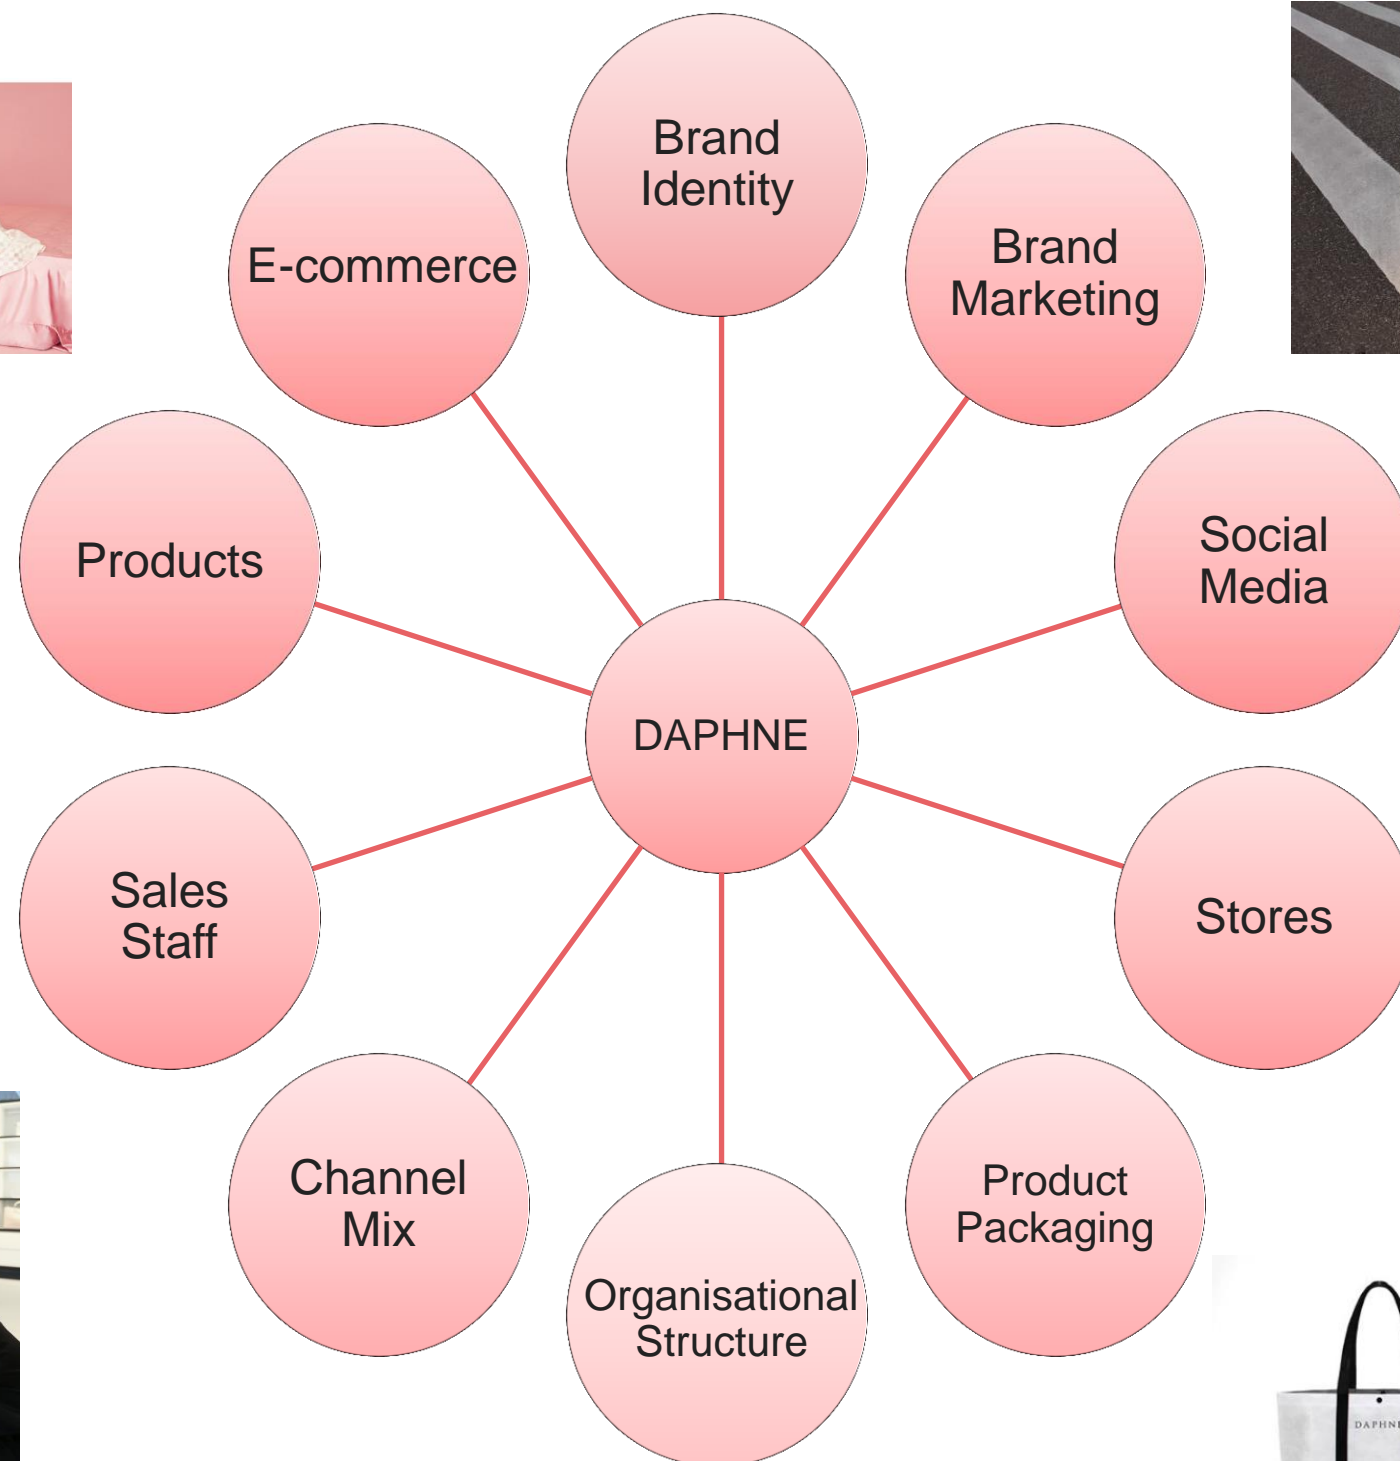 Brand
Identity
Brand
Marketing
E-commerce
Social
Media
Products
DAPHNE
Sales
Staff
Stores
Channel
Mix
Product
Packaging
Organisational
Structure
DAPHNE